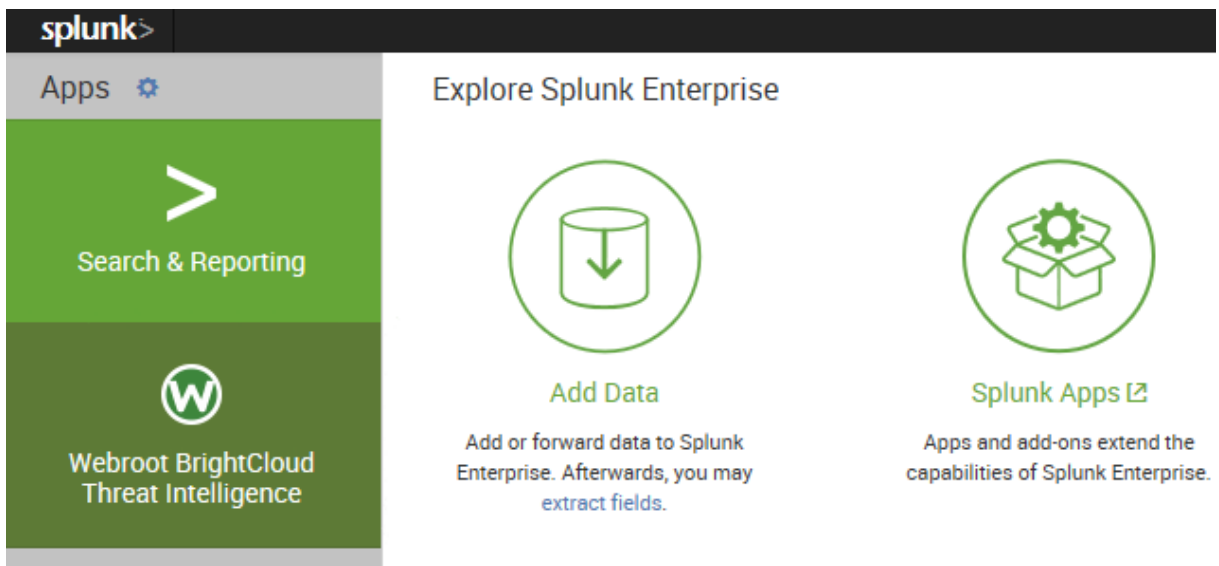 splunk>
Apps
Explore Splunk Enterprise
>
Search & Reporting
W
Webroot BrightCloud
Threat Intelligence
Add Data
Add or forward data to Splunk
Enterprise. Afterwards, you may
extract fields.
Splunk Apps
Apps and add-ons extend the
capabilities of Splunk Enterprise.